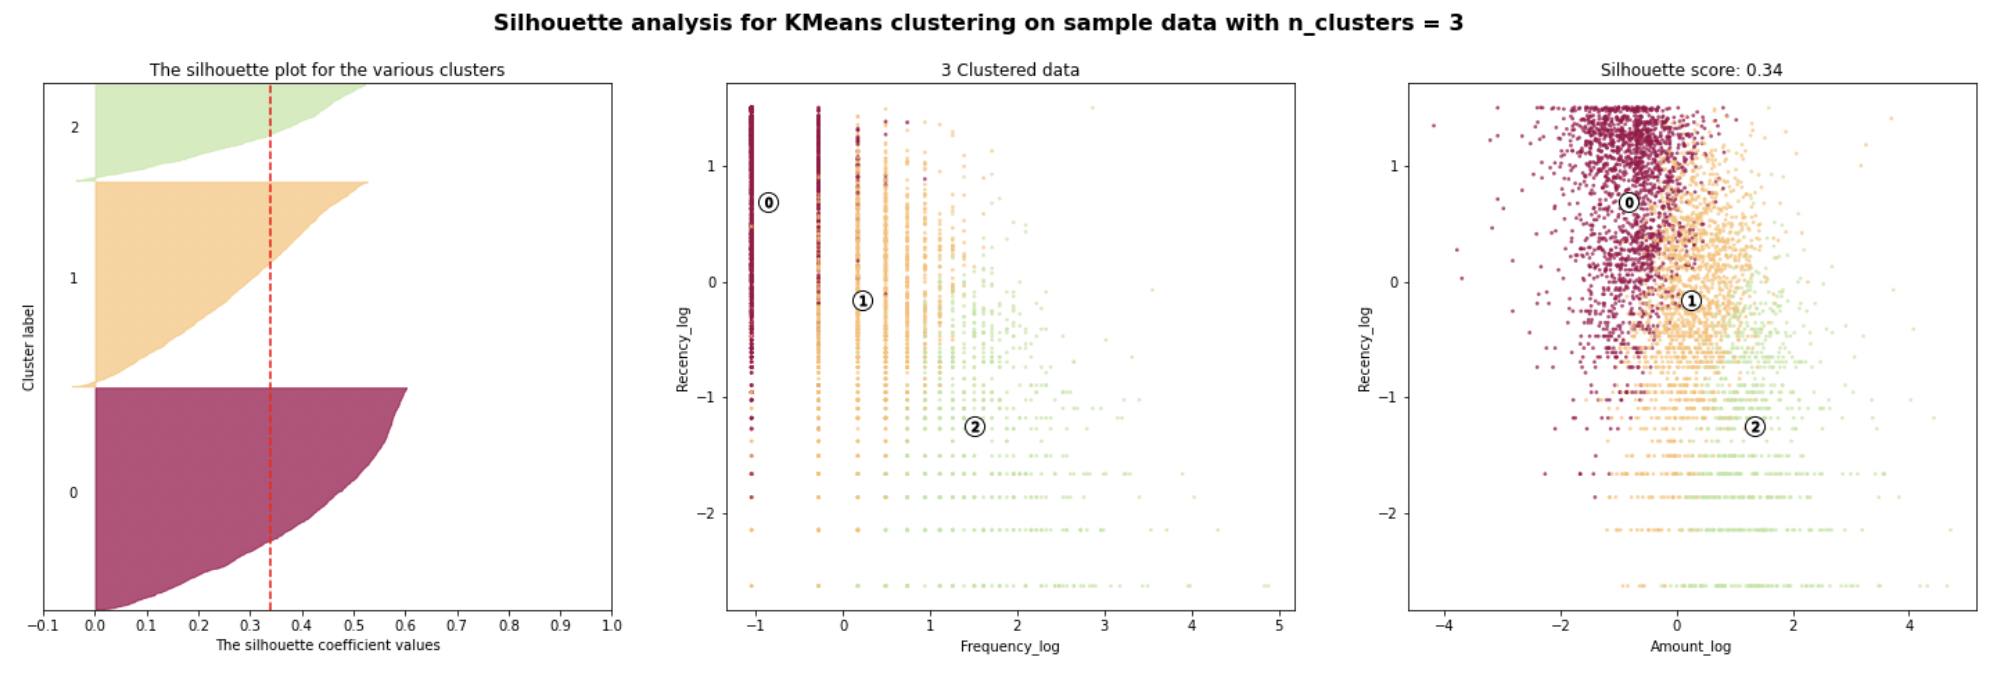 Silhouette analysis for KMeans clustering on sample data with n_clusters = 3
The silhouette plot for the various clusters
2
1
0
Cluster label
−0.1 0.0 0.1 0.2 0.3 0.4 0.5 0.6 0.7 0.8 0.9 1.0
The silhouette coefficient values
3 Clustered data
1
0
−1
−2
Recency_log
0
1
2
−1 0 1 2 3 4 5
Frequency_log
Silhouette score: 0.34
1
0
−1
−2
Recency_log
0
1
2
−4 −2 0 2 4
Amount_log